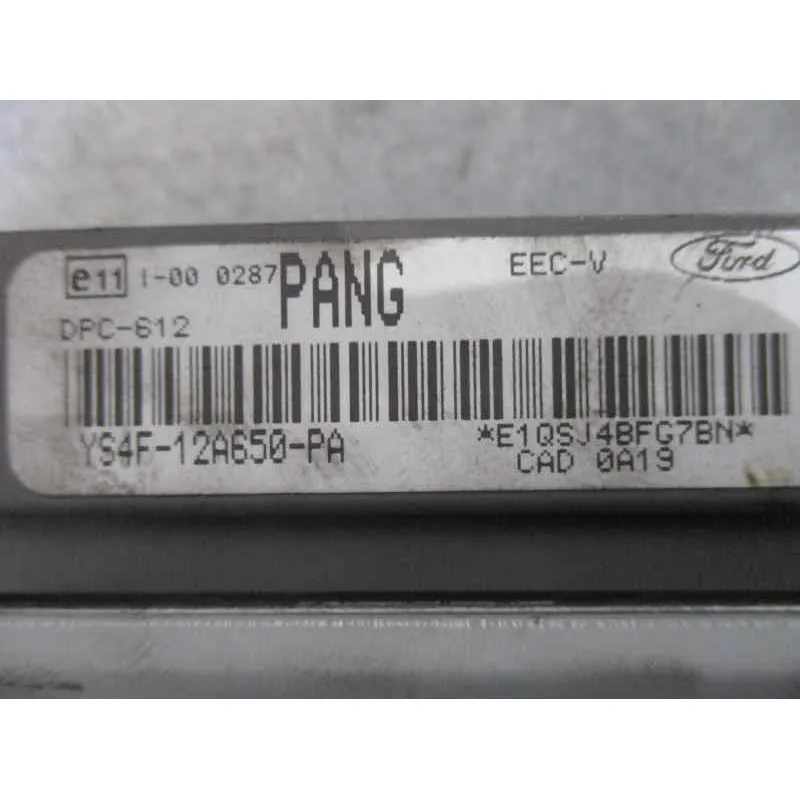 e11 I-00 0287 PANG EEC-V Ford
DPC-612
YS4F-12A650-PA *E1QSJ4BFG7BN*
CAD 0A19